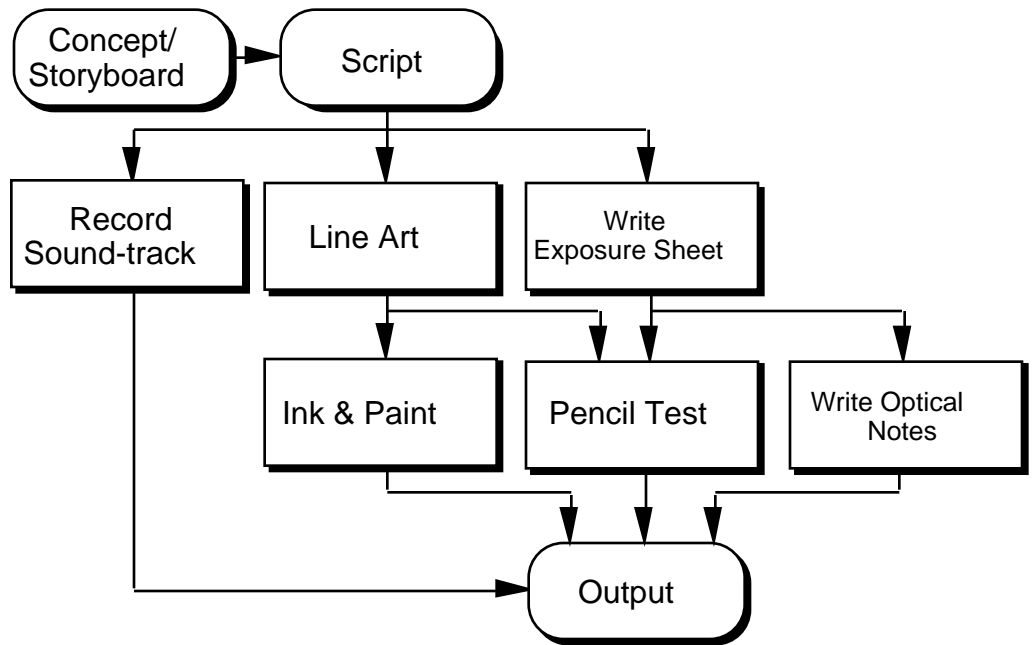 Concept/
Storyboard
Script
Record
Sound-track
Line Art
Write
Exposure Sheet
Ink & Paint
Pencil Test
Write Optical
Notes
Output